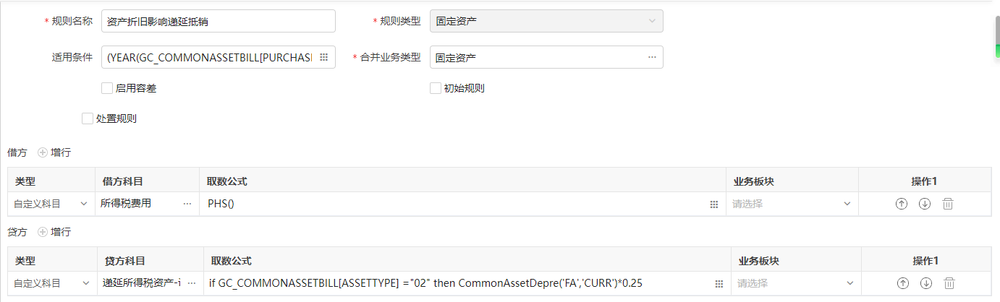 * 规则名称 资产折旧影响递延抵销 * 规则类型 固定资产
适用条件 (YEAR(GC_COMMONASSETBILL[PURCHASI * 合并业务类型 固定资产 ···
启用容差 初始规则
处置规则
借方 增行
类型 借方科目 取数公式 业务板块 操作1
自定义科目 所得税费用 ··· PHS() 请选择
贷方 增行
类型 贷方科目 取数公式 业务板块 操作1
自定义科目 递延所得税资产- ··· if GC_COMMONASSETBILL[ASSETTYPE] ="02" then CommonAssetDepre('FA','CURR')*0.25 请选择